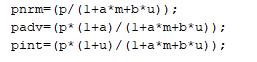 pnrm=(p/(1+a*m+b*u));
padv=(p*(1+a)/(1+a*m+b*u));
pint=(p*(1+u)/(1+a*m+b*u));